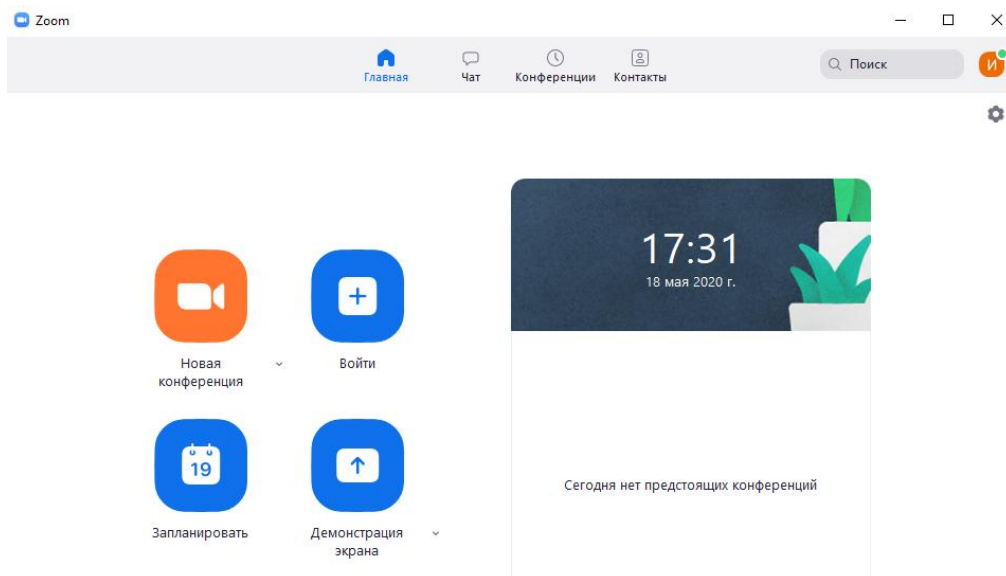 Zoom
Главная
Чат
Конференции
Контакты
Поиск
И
17:31
18 мая 2020 г.
Новая
конференция
Войти
19
Запланировать
Демонстрация
экрана
Сегодня нет предстоящих конференций